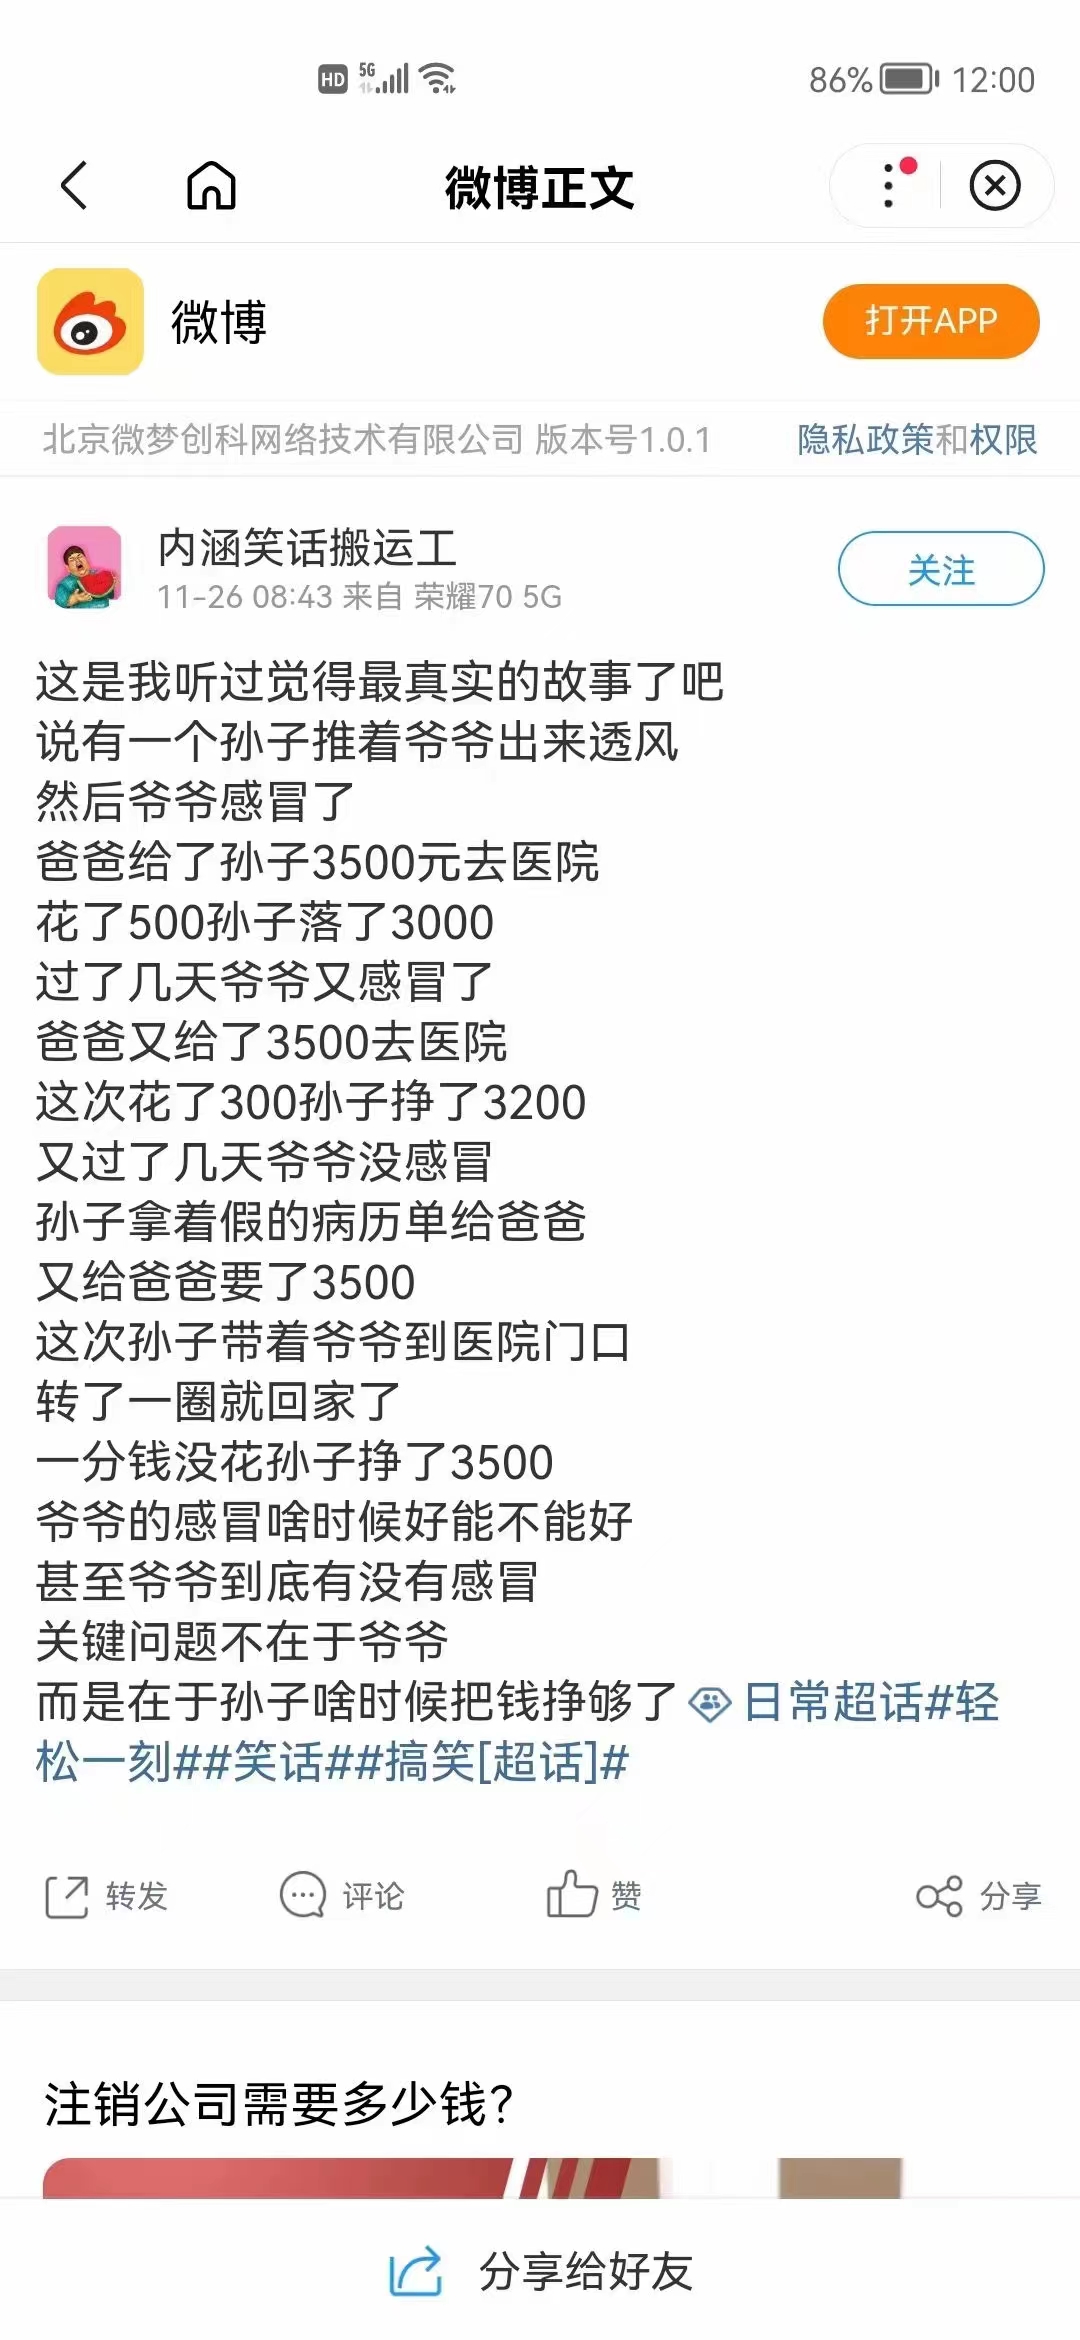 HD 5G 86% 12:00
微博正文
微博
打开APP
北京微梦创科网络技术有限公司 版本号1.0.1 隐私政策和权限
内涵笑话搬运工
11-26 08:43 来自 荣耀70 5G
关注
这是我听过觉得最真实的故事了吧
说有一个孙子推着爷爷出来透风
然后爷爷感冒了
爸爸给了孙子3500元去医院
花了500孙子落了3000
过了几天爷爷又感冒了
爸爸又给了3500去医院
这次花了300孙子挣了3200
又过了几天爷爷没感冒
孙子拿着假的病历单给爸爸
又给爸爸要了3500
这次孙子带着爷爷到医院门口
转了一圈就回家了
一分钱没花孙子挣了3500
爷爷的感冒啥时候好能不能好
甚至爷爷到底有没有感冒
关键问题不在于爷爷
而是在于孙子啥时候把钱挣够了 日常超话#轻
松一刻##笑话##搞笑[超话]#
转发 评论 赞 分享
注销公司需要多少钱?
分享给好友